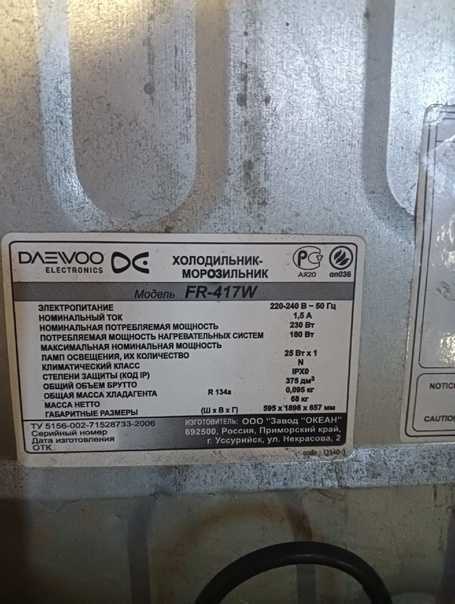 DAEWOO
ELECTRONICS
ХОЛОДИЛЬНИК-
МОРОЗИЛЬНИК
АЯ20
ап036
Модель FR-417W
ЭЛЕКТРОПИТАНИЕ 220-240 В ~ 50 Гц
НОМИНАЛЬНЫЙ ТОК 1,5 А
НОМИНАЛЬНАЯ ПОТРЕБЛЯЕМАЯ МОЩНОСТЬ 230 Вт
ПОТРЕБЛЯЕМАЯ МОЩНОСТЬ НАГРЕВАТЕЛЬНЫХ СИСТЕМ 180 Вт
МАКСИМАЛЬНАЯ НОМИНАЛЬНАЯ МОЩНОСТЬ
ЛАМП ОСВЕЩЕНИЯ, ИХ КОЛИЧЕСТВО 25 Вт x 1
КЛИМАТИЧЕСКИЙ КЛАСС N
СТЕПЕНИ ЗАЩИТЫ (КОД IP) IPX0
ОБЩИЙ ОБЪЕМ БРУТТО 375 дм³
ОБЩАЯ МАССА ХЛАДАГЕНТА R 134a 0,095 кг
МАССА НЕТТО 68 кг
ГАБАРИТНЫЕ РАЗМЕРЫ (Ш x В x Г) 595 x 1898 x 657 мм
ТУ 5156-002-71528733-2006
Серийный номер
Дата изготовления
ОТК
ИЗГОТОВИТЕЛЬ: ООО "Завод "ОКЕАН"
692500, Россия, Приморский край,
г. Уссурийск, ул. Некрасова, 2
NOTICE
CAUTION